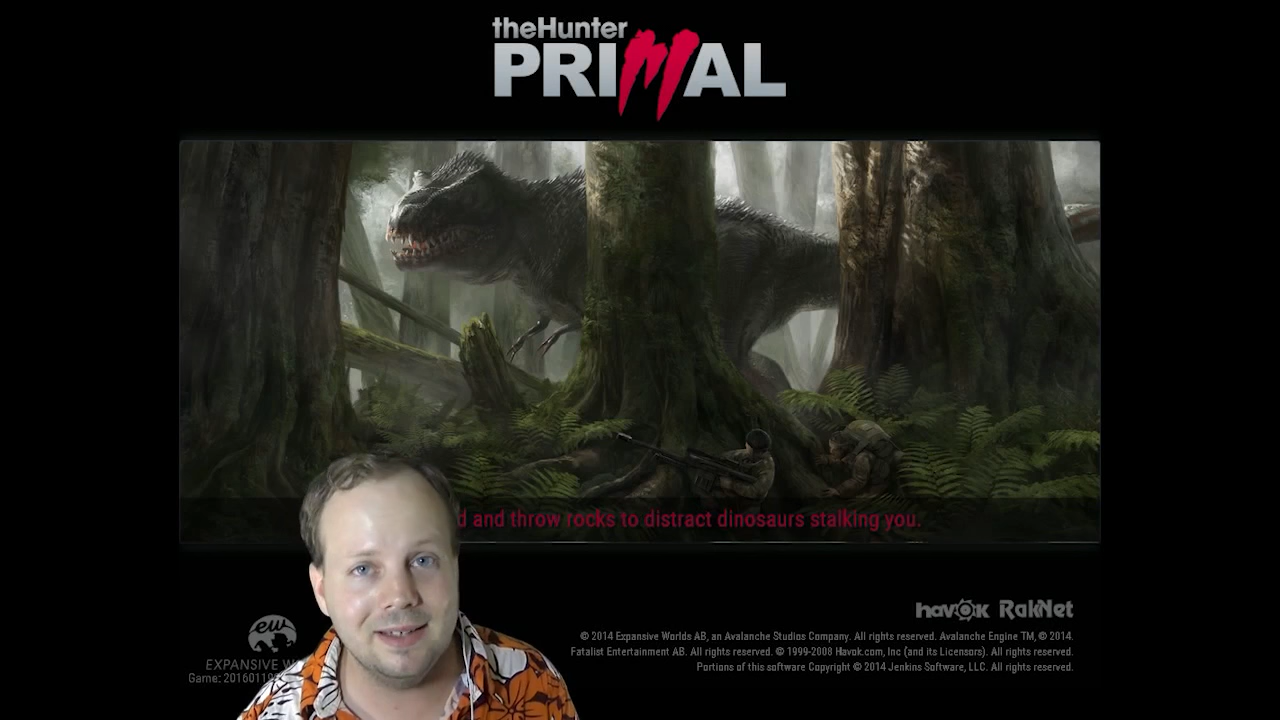 theHunter
PRIMAL
d and throw rocks to distract dinosaurs stalking you.
havok RakNet
ew
EXPANSIVE W
Game: 20160119
© 2014 Expansive Worlds AB, an Avalanche Studios Company. All rights reserved. Avalanche Engine TM, © 2014.
Fatalist Entertainment AB. All rights reserved. © 1999-2008 Havok.com, Inc (and its Licensors). All rights reserved.
Portions of this software Copyright © 2014 Jenkins Software, LLC. All rights reserved.